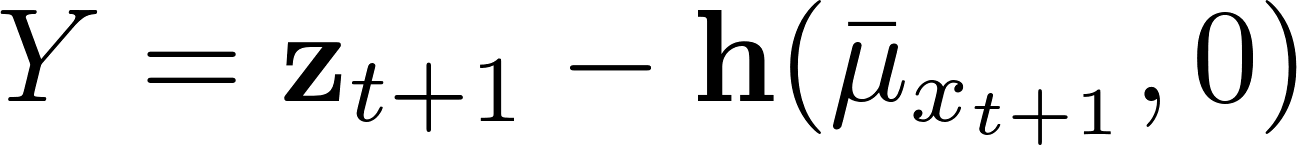 Y = \mathbf{z}_{t+1} - \mathbf{h}(\bar{\mu}_{x_{t+1}}, 0)